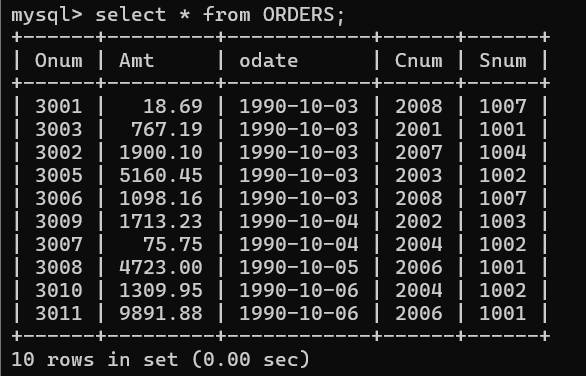 mysql> select * from ORDERS;
+------+---------+------------+------+------+
| Onum | Amt     | odate      | Cnum | Snum |
+------+---------+------------+------+------+
| 3001 |   18.69 | 1990-10-03 | 2008 | 1007 |
| 3003 |  767.19 | 1990-10-03 | 2001 | 1001 |
| 3002 | 1900.10 | 1990-10-03 | 2007 | 1004 |
| 3005 | 5160.45 | 1990-10-03 | 2003 | 1002 |
| 3006 | 1098.16 | 1990-10-03 | 2008 | 1007 |
| 3009 | 1713.23 | 1990-10-04 | 2002 | 1003 |
| 3007 |   75.75 | 1990-10-04 | 2004 | 1002 |
| 3008 | 4723.00 | 1990-10-05 | 2006 | 1001 |
| 3010 | 1309.95 | 1990-10-06 | 2004 | 1002 |
| 3011 | 9891.88 | 1990-10-06 | 2006 | 1001 |
+------+---------+------------+------+------+
10 rows in set (0.00 sec)